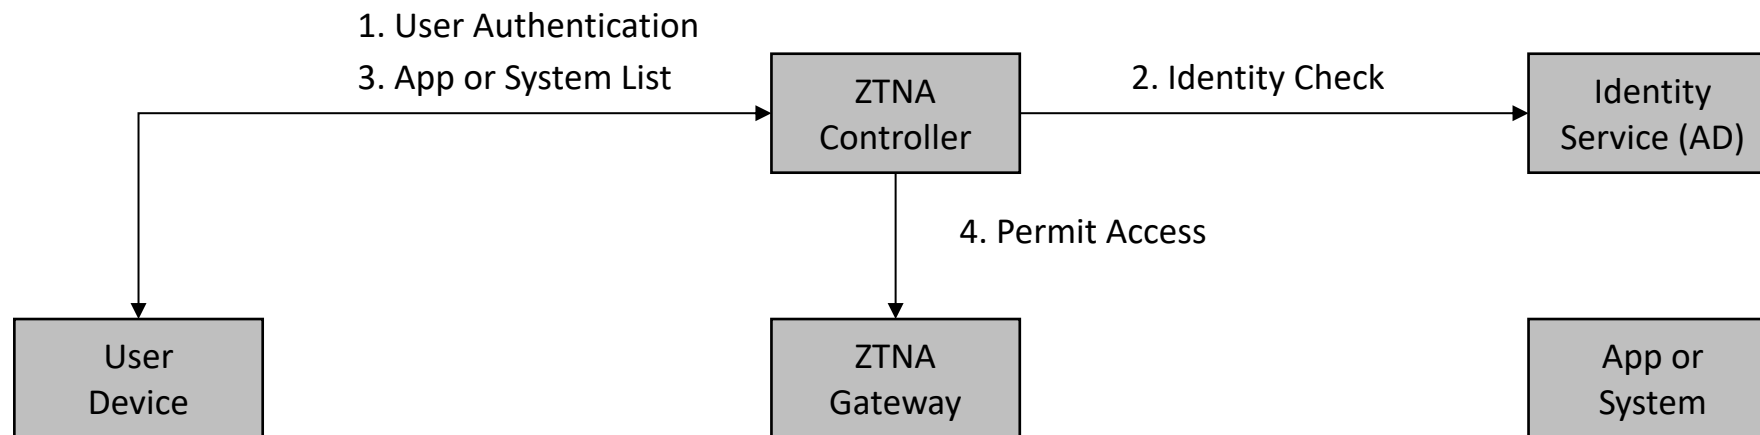 1. User Authentication
3. App or System List
2. Identity Check
ZTNA
Controller
Identity
Service (AD)
4. Permit Access
User
Device
ZTNA
Gateway
App or
System